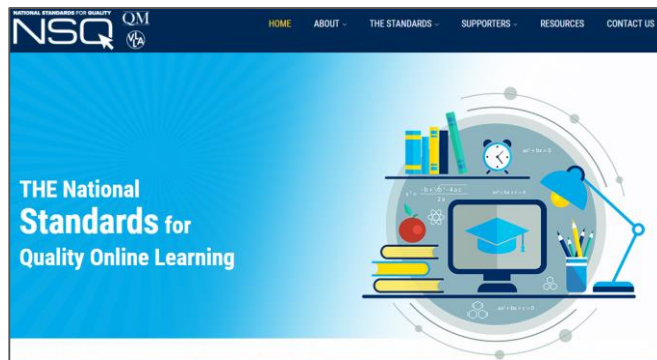 NATIONAL STANDARDS FOR QUALITY
NSQ
QM
VLLA
HOME ABOUT THE STANDARDS SUPPORTERS RESOURCES CONTACT US
THE National
Standards for
Quality Online Learning